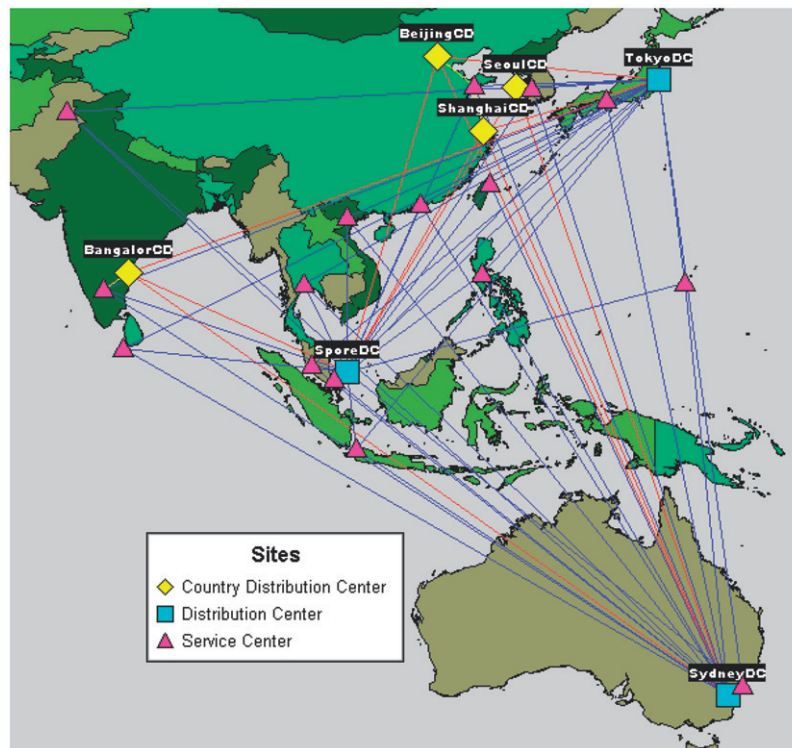 BeijingCD
SeoulCD
TokyoDC
ShanghaiCD
BangalorCD
SporeDC
Sites
Country Distribution Center
Distribution Center
Service Center
SydneyDC